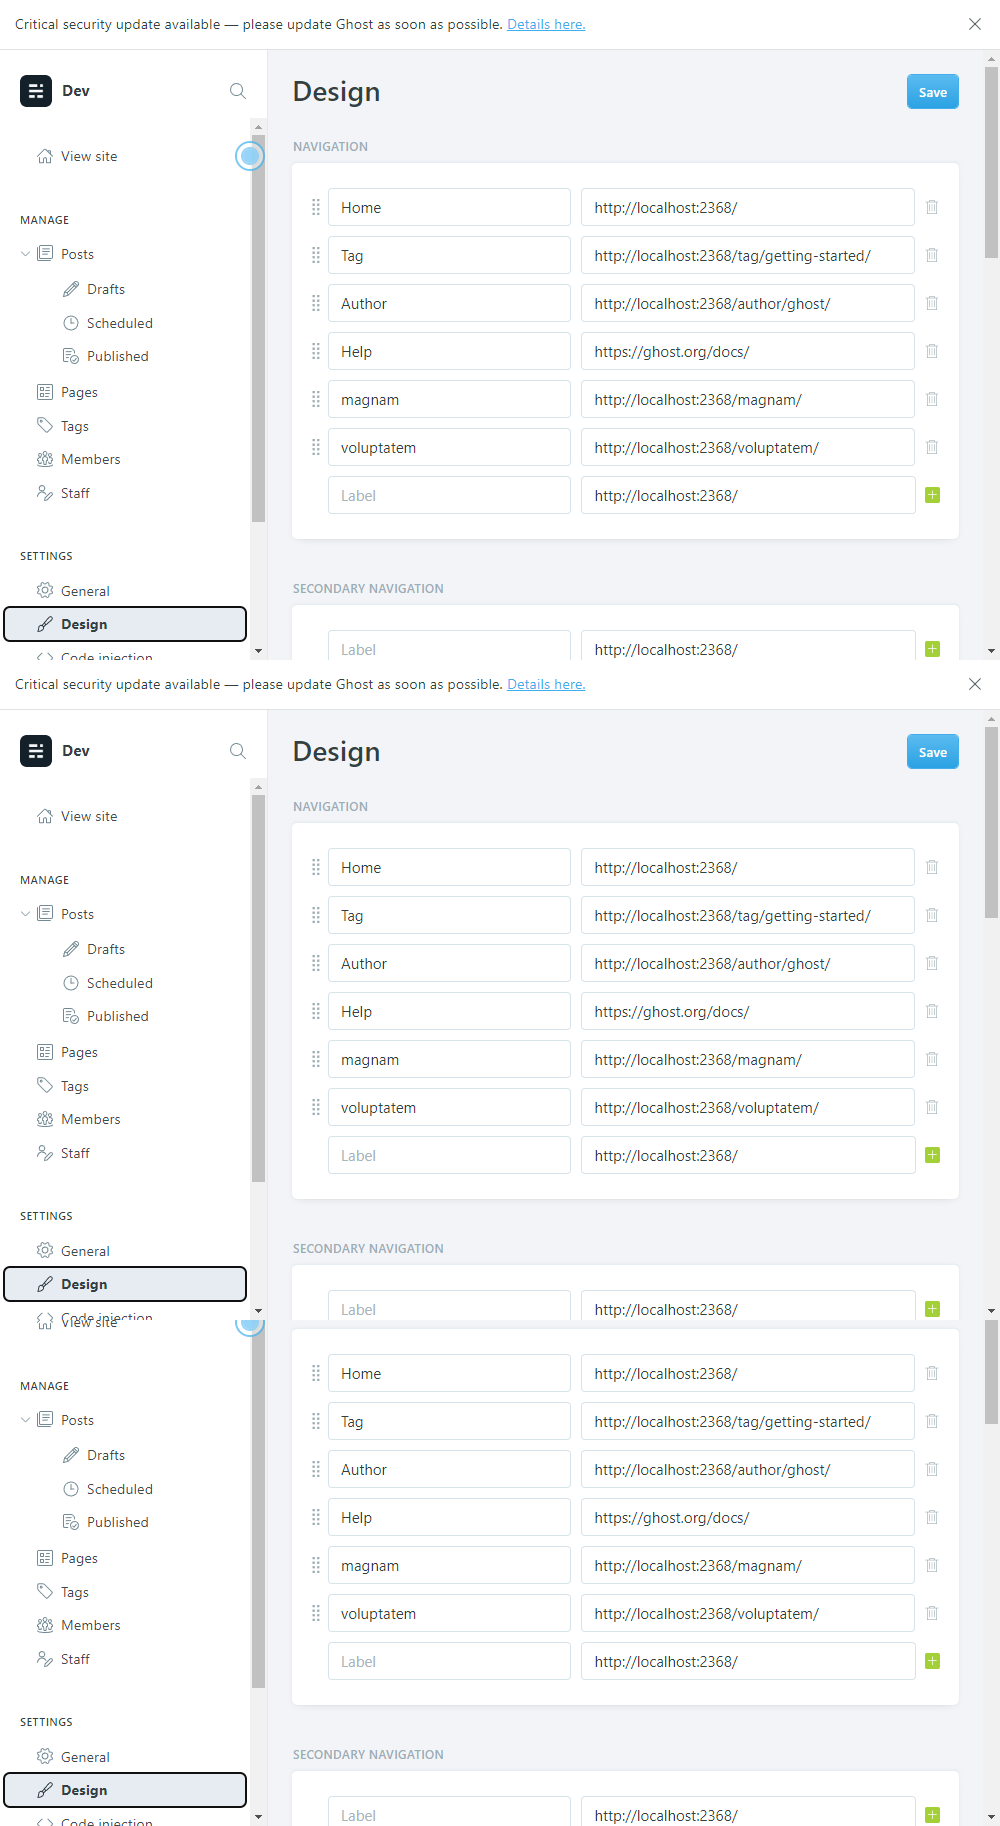 Critical security update available — please update Ghost as soon as possible. Details here.
Dev
View site
MANAGE
Posts
Drafts
Scheduled
Published
Pages
Tags
Members
Staff
SETTINGS
General
Design
Code injection
Design
Save
NAVIGATION
Home http://localhost:2368/
Tag http://localhost:2368/tag/getting-started/
Author http://localhost:2368/author/ghost/
Help https://ghost.org/docs/
magnam http://localhost:2368/magnam/
voluptatem http://localhost:2368/voluptatem/
Label http://localhost:2368/
SECONDARY NAVIGATION
Label http://localhost:2368/
Critical security update available — please update Ghost as soon as possible. Details here.
Dev
View site
MANAGE
Posts
Drafts
Scheduled
Published
Pages
Tags
Members
Staff
SETTINGS
General
Design
Code injection
Design
Save
NAVIGATION
Home http://localhost:2368/
Tag http://localhost:2368/tag/getting-started/
Author http://localhost:2368/author/ghost/
Help https://ghost.org/docs/
magnam http://localhost:2368/magnam/
voluptatem http://localhost:2368/voluptatem/
Label http://localhost:2368/
SECONDARY NAVIGATION
Label http://localhost:2368/
View site
MANAGE
Posts
Drafts
Scheduled
Published
Pages
Tags
Members
Staff
SETTINGS
General
Design
Code injection
Home http://localhost:2368/
Tag http://localhost:2368/tag/getting-started/
Author http://localhost:2368/author/ghost/
Help https://ghost.org/docs/
magnam http://localhost:2368/magnam/
voluptatem http://localhost:2368/voluptatem/
Label http://localhost:2368/
SECONDARY NAVIGATION
Label http://localhost:2368/